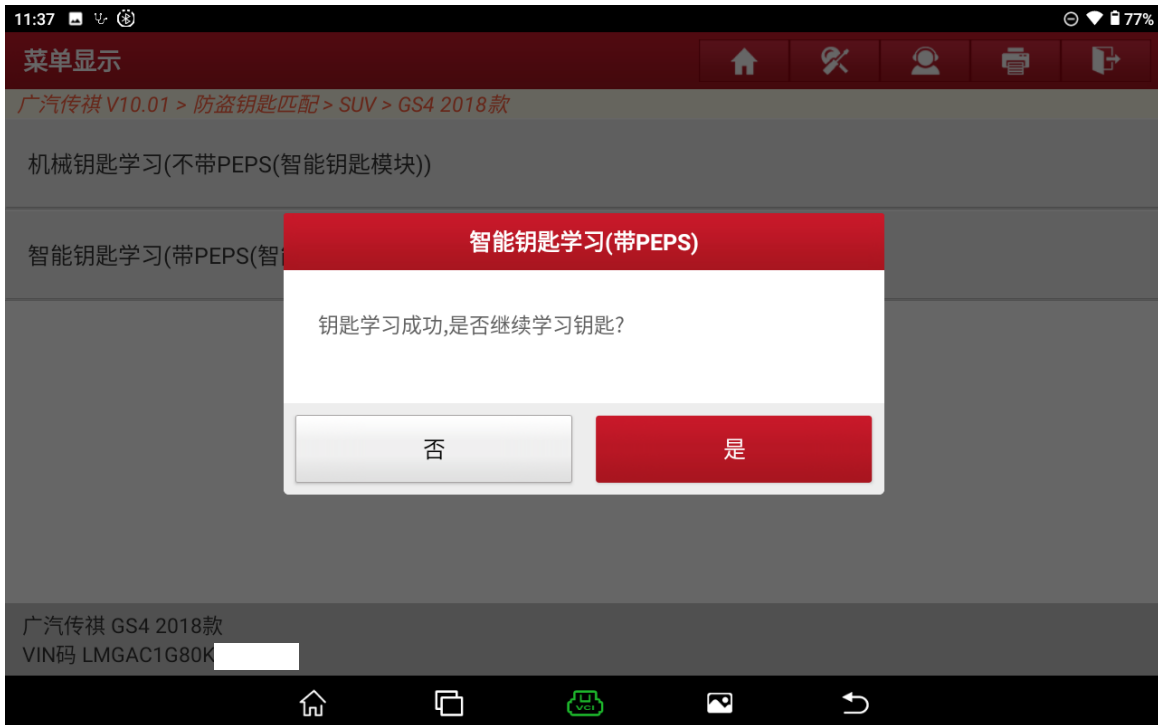 11:37
77%
菜单显示
广汽传祺 V10.01 > 防盗钥匙匹配 > SUV > GS4 2018款
机械钥匙学习(不带PEPS(智能钥匙模块))
智能钥匙学习(带PEPS(智
智能钥匙学习(带PEPS)
钥匙学习成功,是否继续学习钥匙?
否
是
广汽传祺 GS4 2018款
VIN码 LMGAC1G80K
VCI